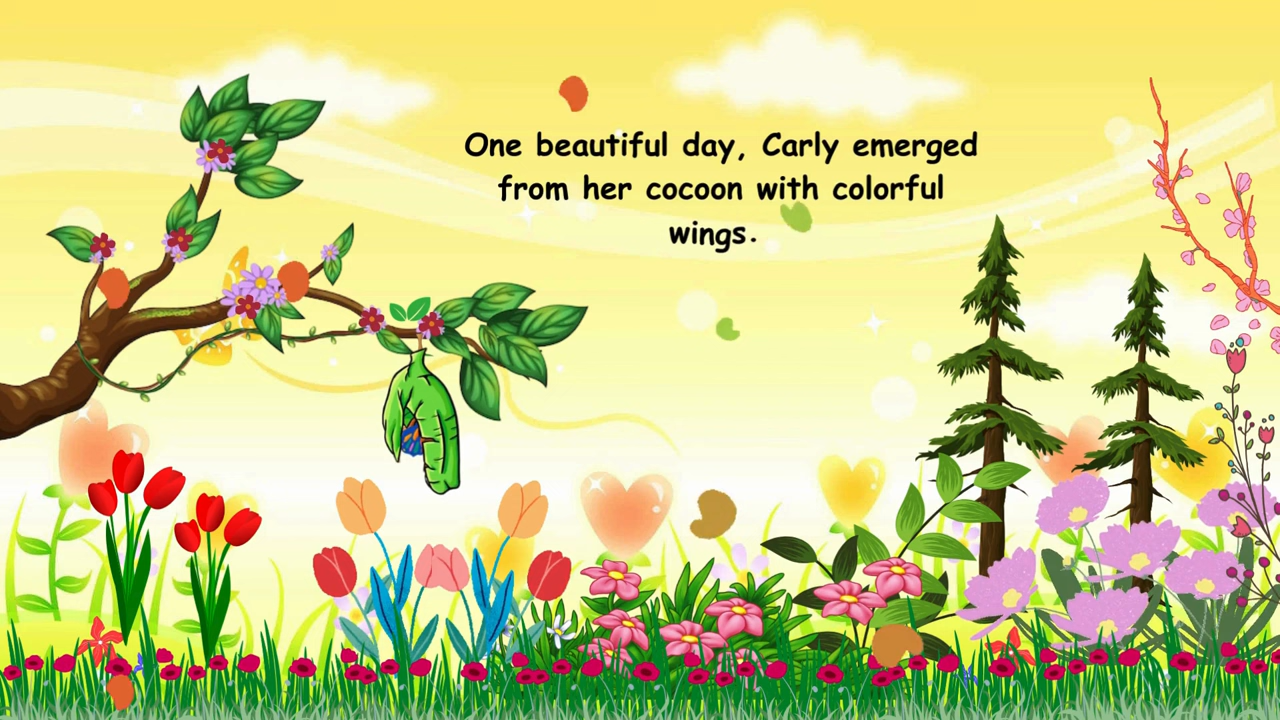 One beautiful day, Carly emerged
from her cocoon with colorful
wings.